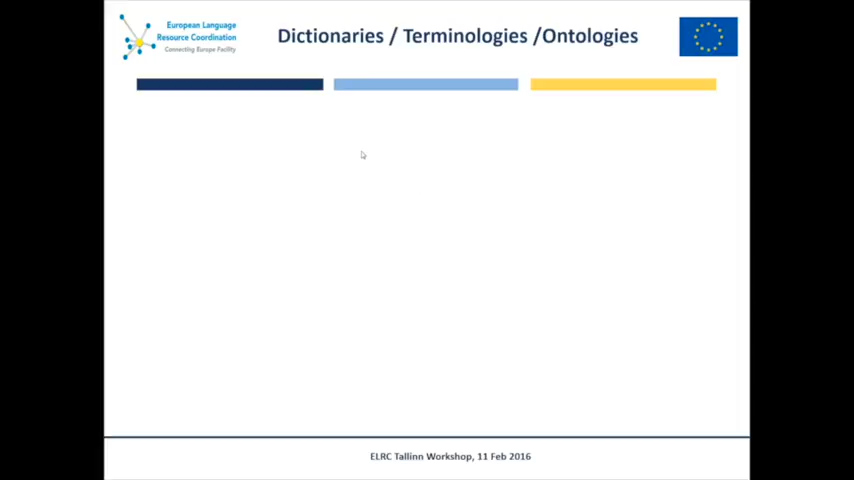 European Language
Resource Coordination
Connecting Europe Facility
Dictionaries / Terminologies /Ontologies
ELRC Tallinn Workshop, 11 Feb 2016